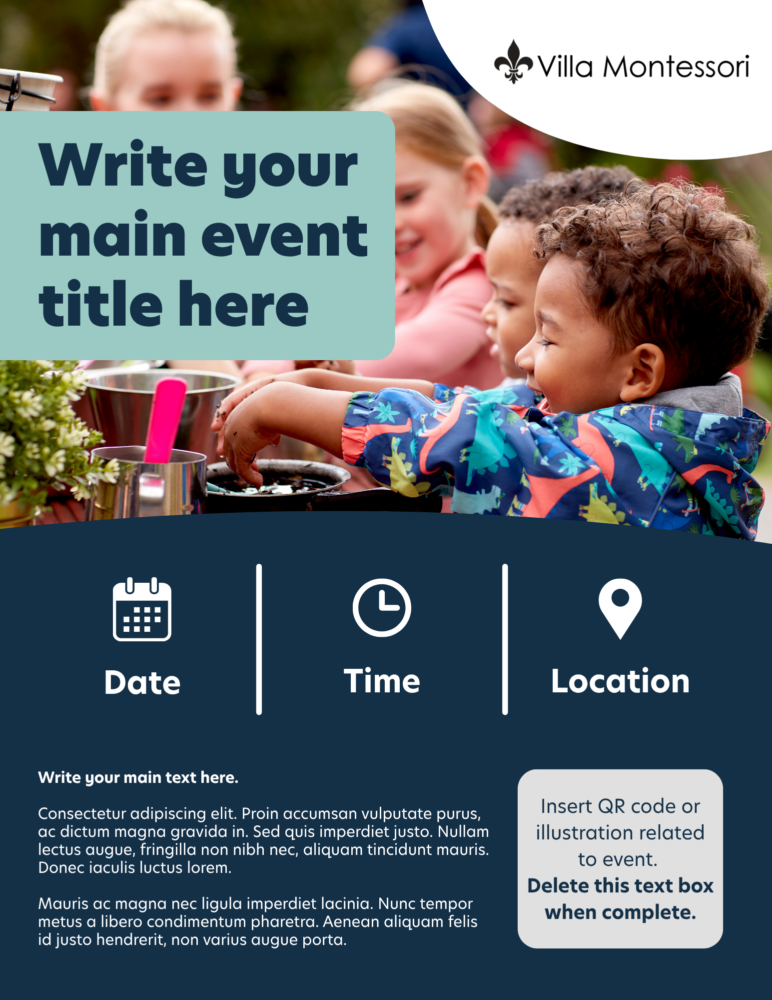 Villa Montessori
Write your
main event
title here
Date
Time
Location
Write your main text here.
Consectetur adipiscing elit. Proin accumsan vulputate purus,
ac dictum magna gravida in. Sed quis imperdiet justo. Nullam
lectus augue, fringilla non nibh nec, aliquam tincidunt mauris.
Donec iaculis luctus lorem.
Mauris ac magna nec ligula imperdiet lacinia. Nunc tempor
metus a libero condimentum pharetra. Aenean aliquam felis
id justo hendrerit, non varius augue porta.
Insert QR code or
illustration related
to event.
Delete this text box
when complete.